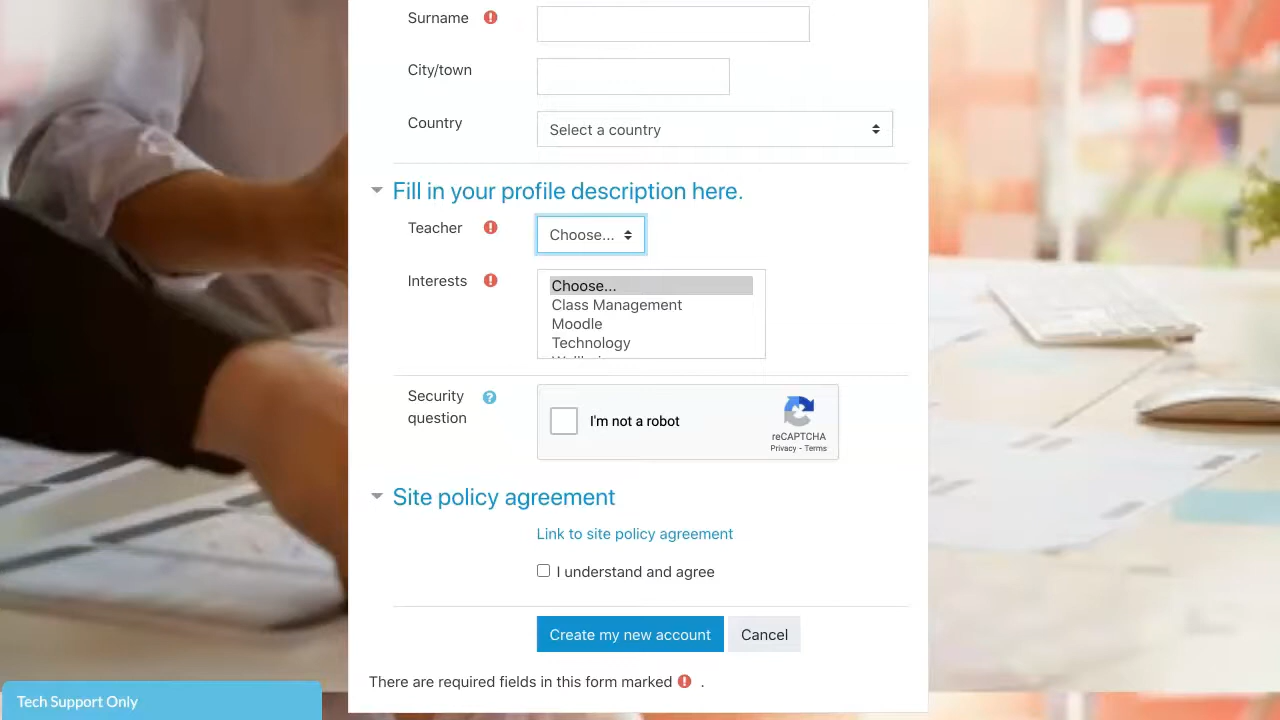 Surname
City/town
Country
Select a country
Fill in your profile description here.
Teacher
Choose...
Interests
Choose...
Class Management
Moodle
Technology
Security question
I'm not a robot
reCAPTCHA
Privacy - Terms
Site policy agreement
Link to site policy agreement
I understand and agree
Create my new account
Cancel
There are required fields in this form marked .
Tech Support Only